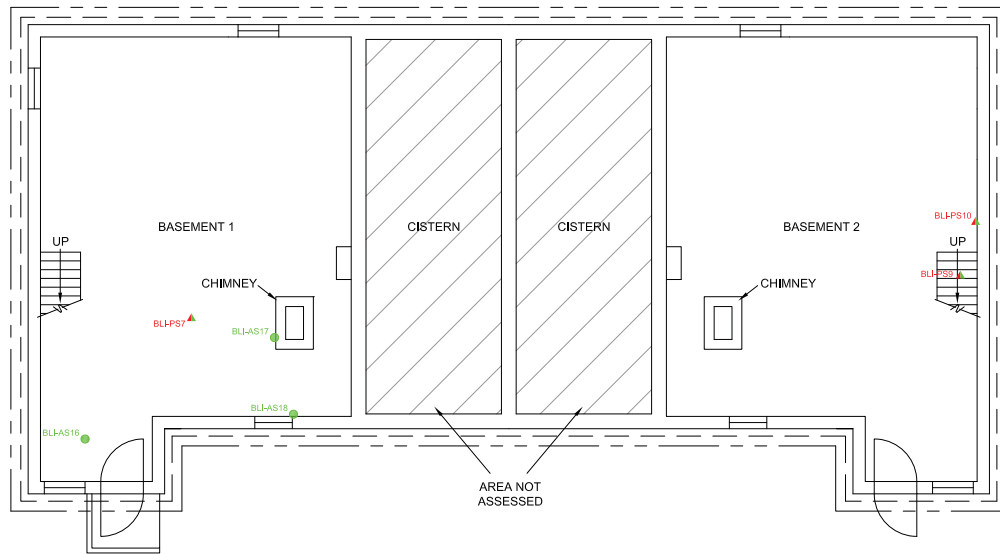 BLI-PS10
BASEMENT 1
CISTERN
CISTERN
BASEMENT 2
UP
UP
BLI-PS9
CHIMNEY
CHIMNEY
BLI-PS7
BLI-AS17
BLI-AS18
BLI-AS16
AREA NOT
ASSESSED